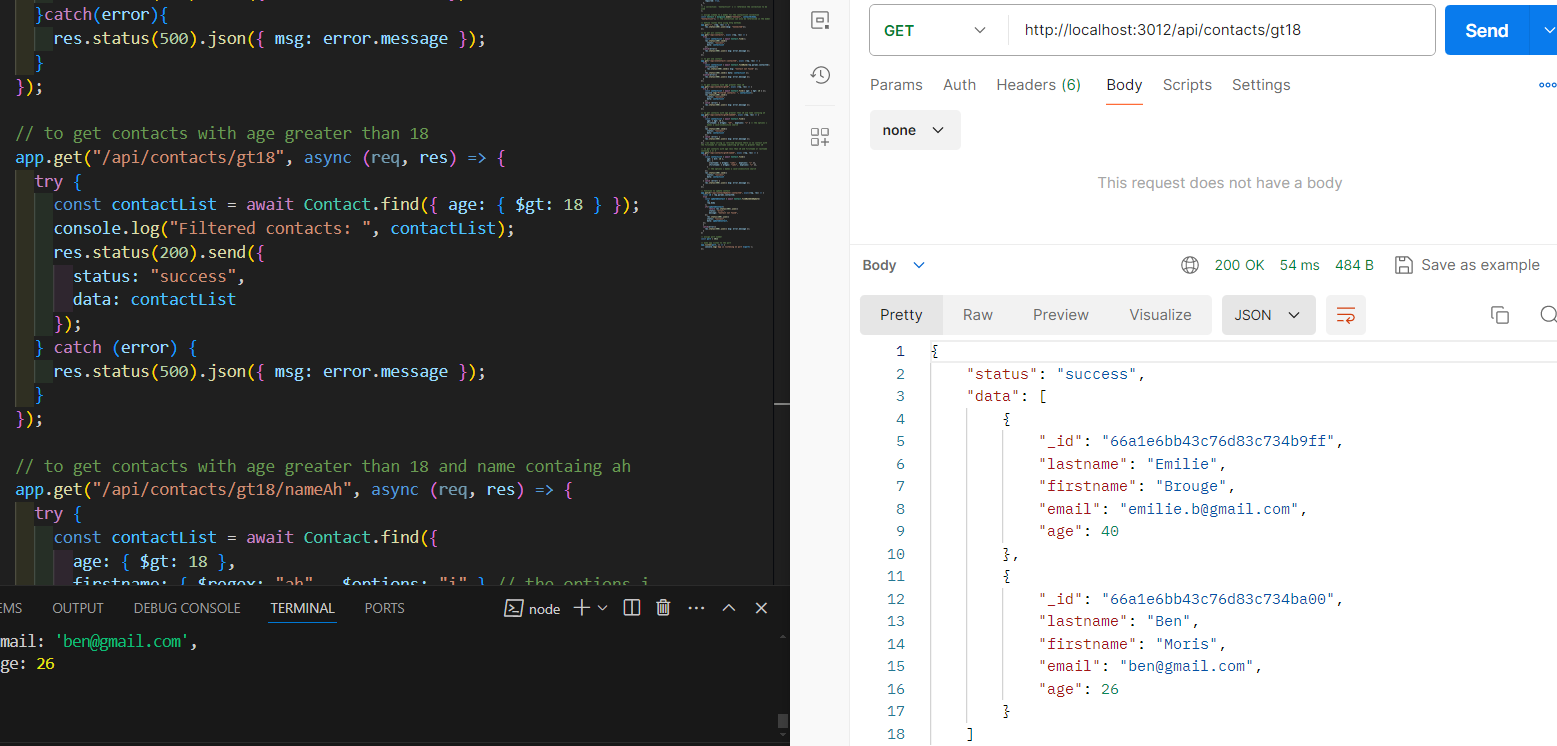 }catch(error){
res.status(500).json({ msg: error.message });
}
});
// to get contacts with age greater than 18
app.get("/api/contacts/gt18", async (req, res) => {
try {
const contactList = await Contact.find({ age: { $gt: 18 } });
console.log("Filtered contacts: ", contactList);
res.status(200).send({
status: "success",
data: contactList
});
} catch (error) {
res.status(500).json({ msg: error.message });
}
});
// to get contacts with age greater than 18 and name containg ah
app.get("/api/contacts/gt18/nameAh", async (req, res) => {
try {
const contactList = await Contact.find({
age: { $gt: 18 },
firstname: { $regex: "ah" $options: "i" } // the options i
EMS OUTPUT DEBUG CONSOLE TERMINAL PORTS node
mail: 'ben@gmail.com',
ge: 26
GET http://localhost:3012/api/contacts/gt18 Send
Params Auth Headers (6) Body Scripts Settings
none
This request does not have a body
Body 200 OK 54 ms 484 B Save as example
Pretty Raw Preview Visualize JSON
1 {
2 "status": "success",
3 "data": [
4 {
5 "_id": "66a1e6bb43c76d83c734b9ff",
6 "lastname": "Emilie",
7 "firstname": "Brouge",
8 "email": "emilie.b@gmail.com",
9 "age": 40
10 },
11 {
12 "_id": "66a1e6bb43c76d83c734ba00",
13 "lastname": "Ben",
14 "firstname": "Moris",
15 "email": "ben@gmail.com",
16 "age": 26
17 }
18 ]